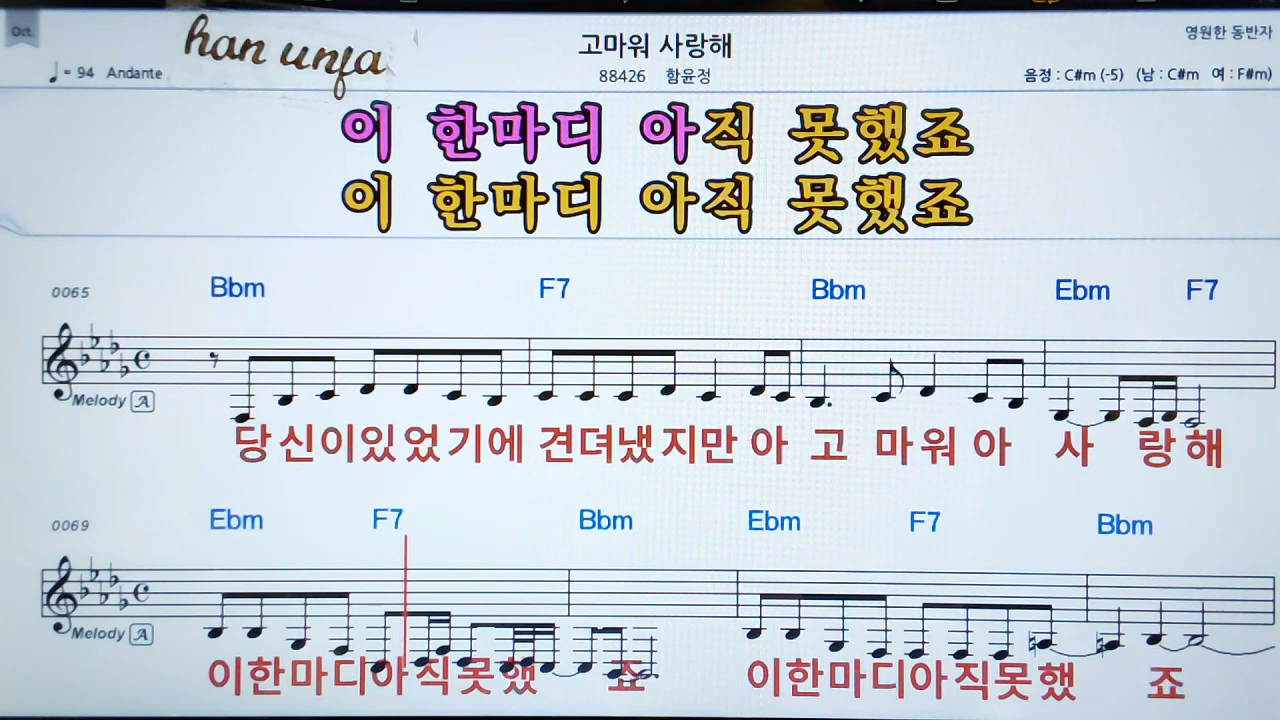 Oct.
han unja
고마워 사랑해
영원한 동반자
♩= 94 Andante
88426 함윤정
음정 : C#m (-5) (남 : C#m 여 : F#m)
이 한마디 아직 못했죠
이 한마디 아직 못했죠
0065 Bbm F7 Bbm Ebm F7
Melody A
당신이있었기에 견뎌냈지만 아 고 마워 아 사 랑해
0069 Ebm F7 Bbm Ebm F7 Bbm
Melody A
이한마디아직못했 죠 이한마디아직못했 죠